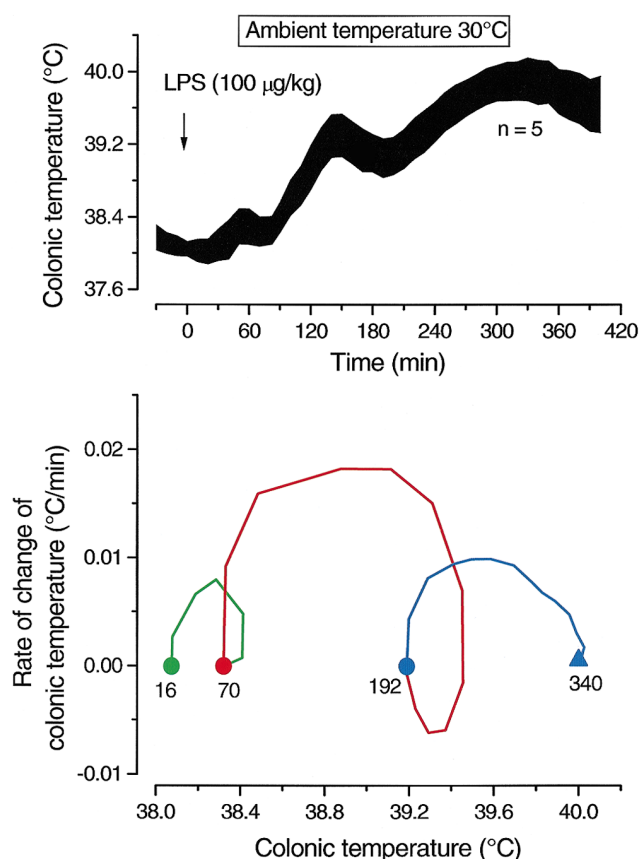 Ambient temperature 30°C
Colonic temperature (°C)
40.0
39.2
38.4
37.6
LPS (100 µg/kg)
n = 5
0 60 120 180 240 300 360 420
Time (min)
Rate of change of
colonic temperature (°C/min)
0.02
0.01
0.00
-0.01
16 70 192 340
38.0 38.4 38.8 39.2 39.6 40.0
Colonic temperature (°C)